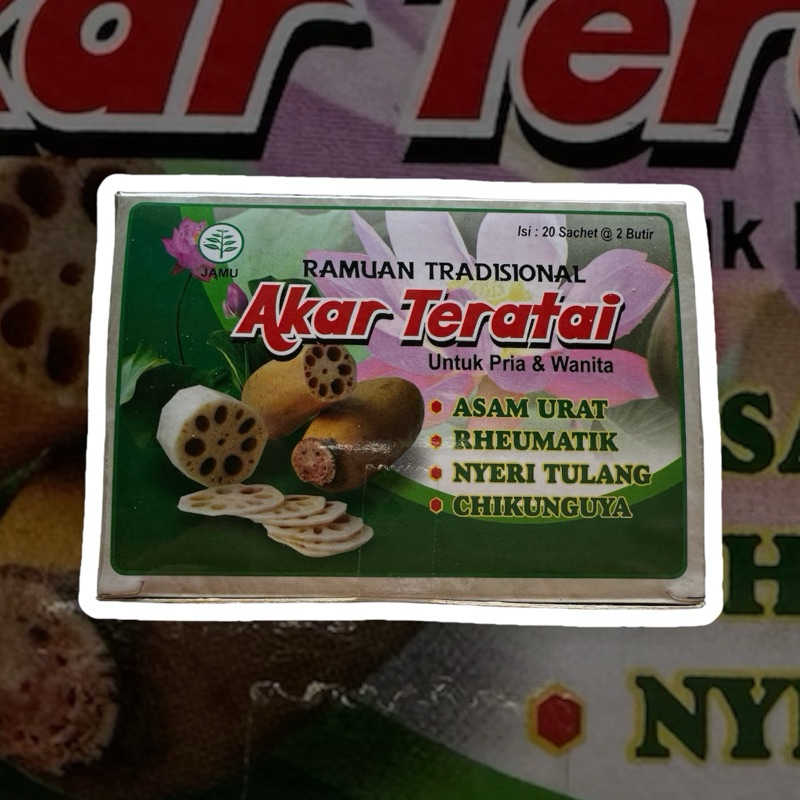 Isi : 20 Sachet @ 2 Butir
JAMU
RAMUAN TRADISIONAL
Akar Teratai
Untuk Pria & Wanita
ASAM URAT
RHEUMATIK
NYERI TULANG
CHIKUNGUYA